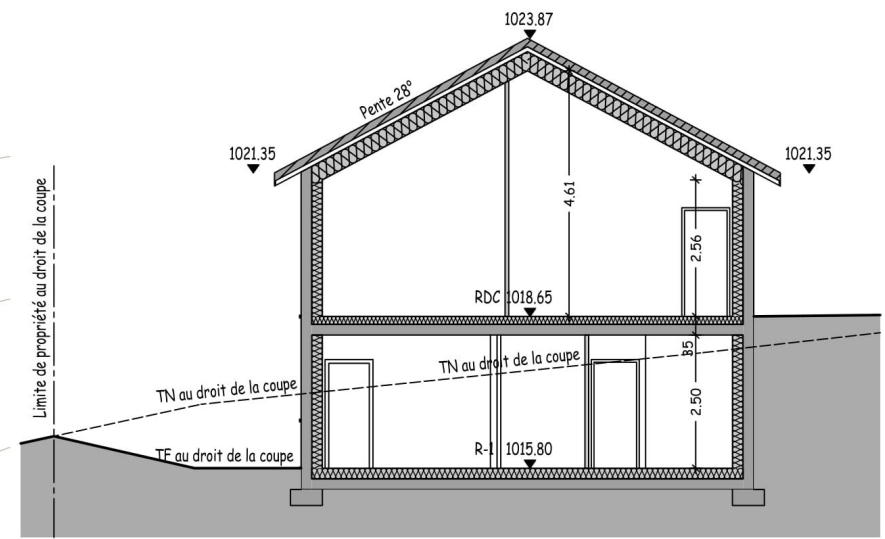 1023.87
Pente 28°
1021.35
1021.35
Limite de propriété au droit de la coupe
4.61
2.56
RDC 1018.65
35
TN au droit de la coupe
TN au droit de la coupe
2.50
TF au droit de la coupe
R-1 1015.80